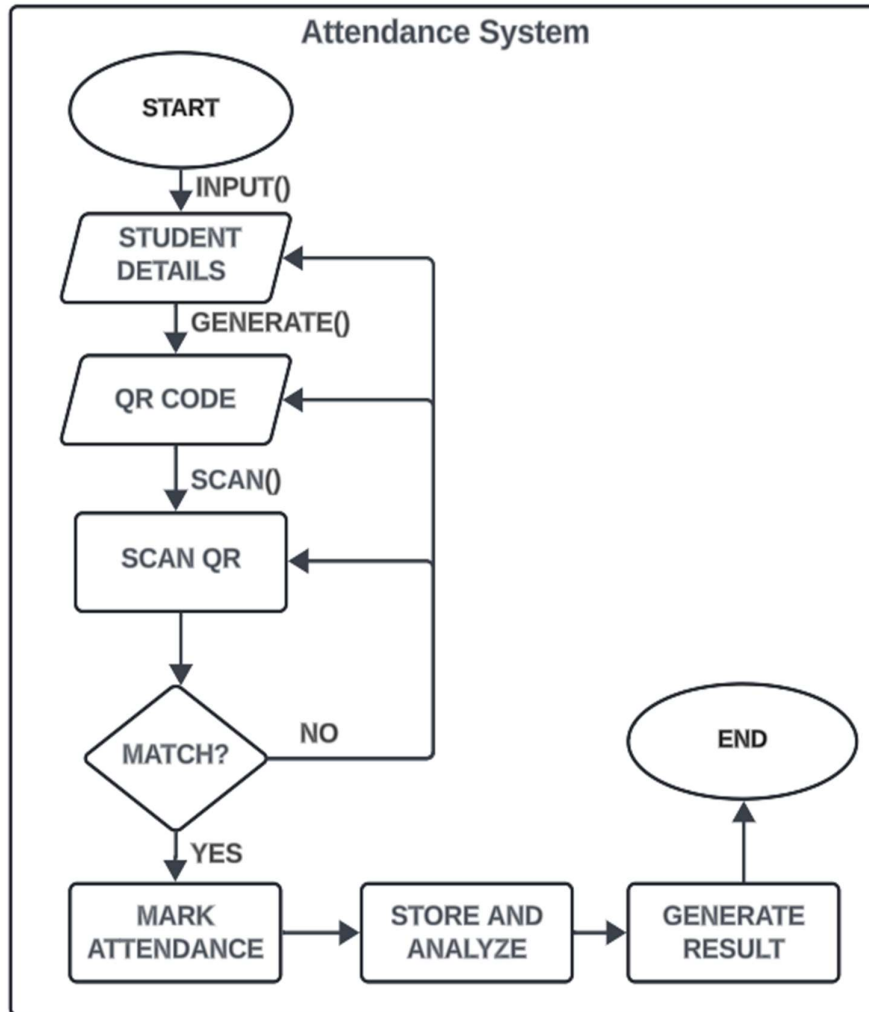 Attendance System
START
INPUT()
STUDENT
DETAILS
GENERATE()
QR CODE
SCAN()
SCAN QR
MATCH?
NO
YES
MARK
ATTENDANCE
STORE AND
ANALYZE
GENERATE
RESULT
END